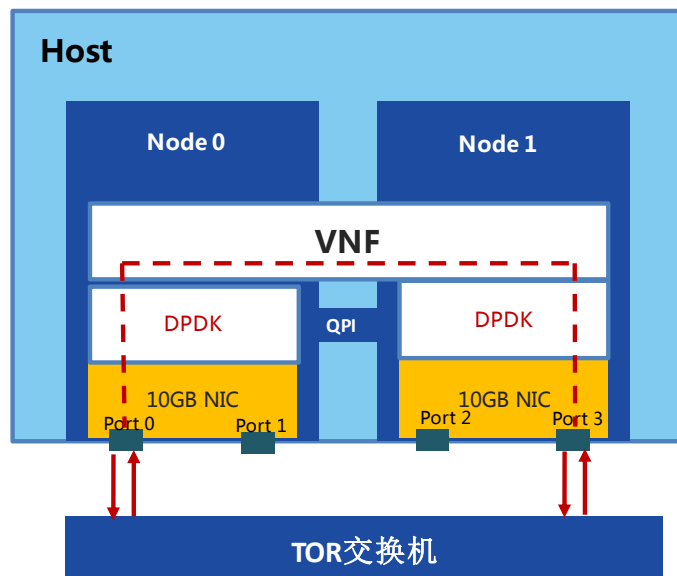 Host
Node 0
Node 1
VNF
DPDK
QPI
DPDK
10GB NIC
10GB NIC
Port 0
Port 1
Port 2
Port 3
TOR交换机